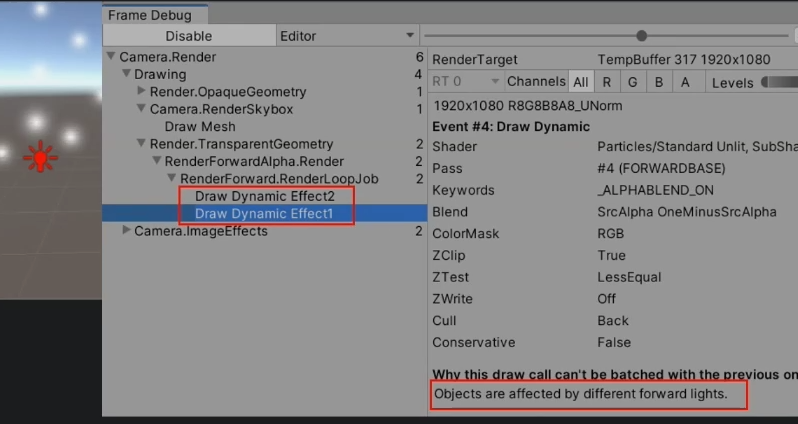 Frame Debug
Disable
Editor
Camera.Render 6
Drawing 4
Render.OpaqueGeometry 1
Camera.RenderSkybox 1
Draw Mesh
Render.TransparentGeometry 2
RenderForwardAlpha.Render 2
RenderForward.RenderLoopJob 2
Draw Dynamic Effect2
Draw Dynamic Effect1
Camera.ImageEffects 2
RenderTarget TempBuffer 317 1920x1080
RT 0 Channels All R G B A Levels
1920x1080 R8G8B8A8_UNorm
Event #4: Draw Dynamic
Shader Particles/Standard Unlit, SubSha
Pass #4 (FORWARDBASE)
Keywords _ALPHABLEND_ON
Blend SrcAlpha OneMinusSrcAlpha
ColorMask RGB
ZClip True
ZTest LessEqual
ZWrite Off
Cull Back
Conservative False
Why this draw call can't be batched with the previous on
Objects are affected by different forward lights.